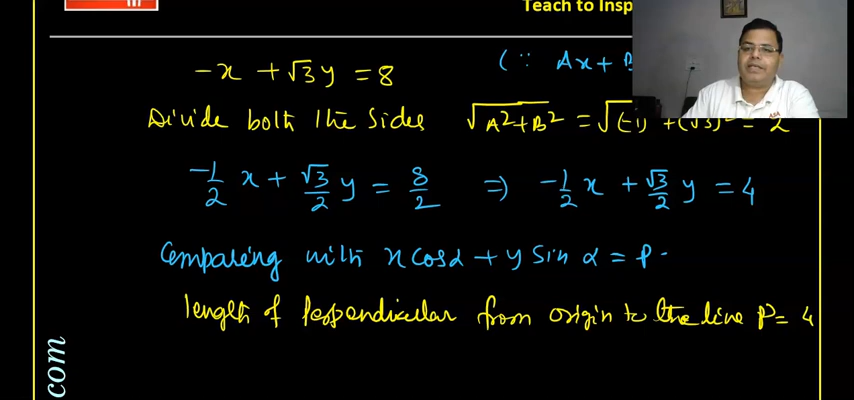 Teach to Insp
-x + √3y = 8 (∵ Ax + B
Divide both the sides √A²+B² = √(-1) + (√3)² = 2
-1/2 x + √3/2 y = 8/2 ⇒ -1/2 x + √3/2 y = 4
Comparing with x cosα + y sin α = P
length of perpendicular from origin to the line P = 4
com